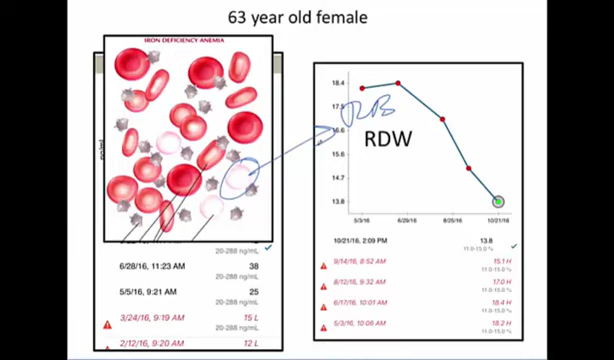 63 year old female
IRON DEFICIENCY ANEMIA
ng/mL
20-288 ng/mL
6/28/16, 11:23 AM 38
20-288 ng/mL
5/5/16, 9:21 AM 25
20-288 ng/mL
3/24/16, 9:19 AM 15 L
20-288 ng/mL
2/12/16, 9:20 AM 12 L
18.4
17.5
16.6
15.6
14.7
13.8
RB
RDW
5/3/16 6/29/16 8/25/16 10/21/16
10/21/16, 2:09 PM 13.8
11.0-15.0 %
9/14/16, 8:52 AM 15.1 H
11.0-15.0 %
8/12/16, 9:32 AM 17.0 H
11.0-15.0 %
6/17/16, 10:01 AM 18.4 H
11.0-15.0 %
5/3/16, 10:06 AM 18.2 H
11.0-15.0 %